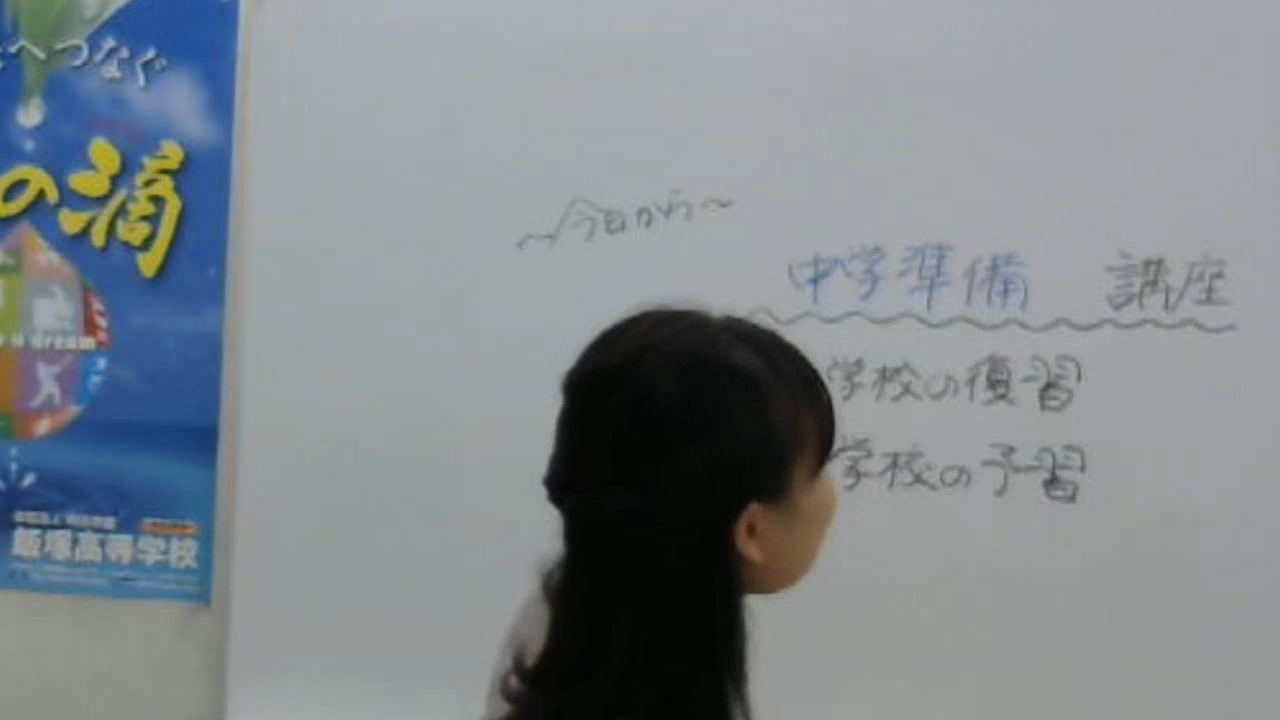 へつなぐ
の滴
a dream
飯塚高等学校
～今日から～
中学準備 講座
学校の復習
学校の予習